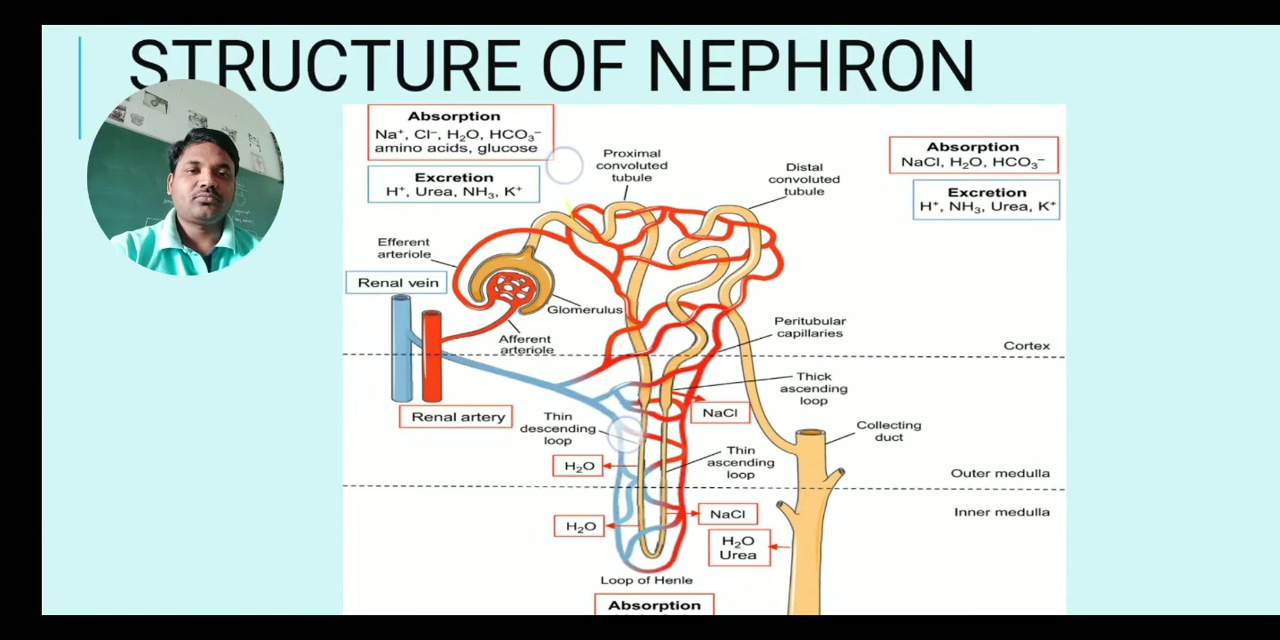 STRUCTURE OF NEPHRON
Absorption
Na⁺, Cl⁻, H₂O, HCO₃⁻
amino acids, glucose
Excretion
H⁺, Urea, NH₃, K⁺
Proximal
convoluted
tubule
Distal
convoluted
tubule
Absorption
NaCl, H₂O, HCO₃⁻
Excretion
H⁺, NH₃, Urea, K⁺
Efferent
arteriole
Renal vein
Glomerulus
Afferent
arteriole
Peritubular
capillaries
Cortex
Thick
ascending
loop
NaCl
Renal artery
Thin
descending
loop
Collecting
duct
Thin
ascending
loop
H₂O
Outer medulla
Inner medulla
NaCl
H₂O
H₂O
Urea
Loop of Henle
Absorption